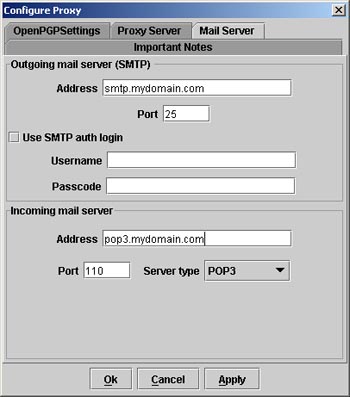 Configure Proxy
OpenPGPSettings Proxy Server Mail Server
Important Notes
Outgoing mail server (SMTP)
Address smtp.mydomain.com
Port 25
Use SMTP auth login
Username
Passcode
Incoming mail server
Address pop3.mydomain.com
Port 110 Server type POP3
Ok Cancel Apply